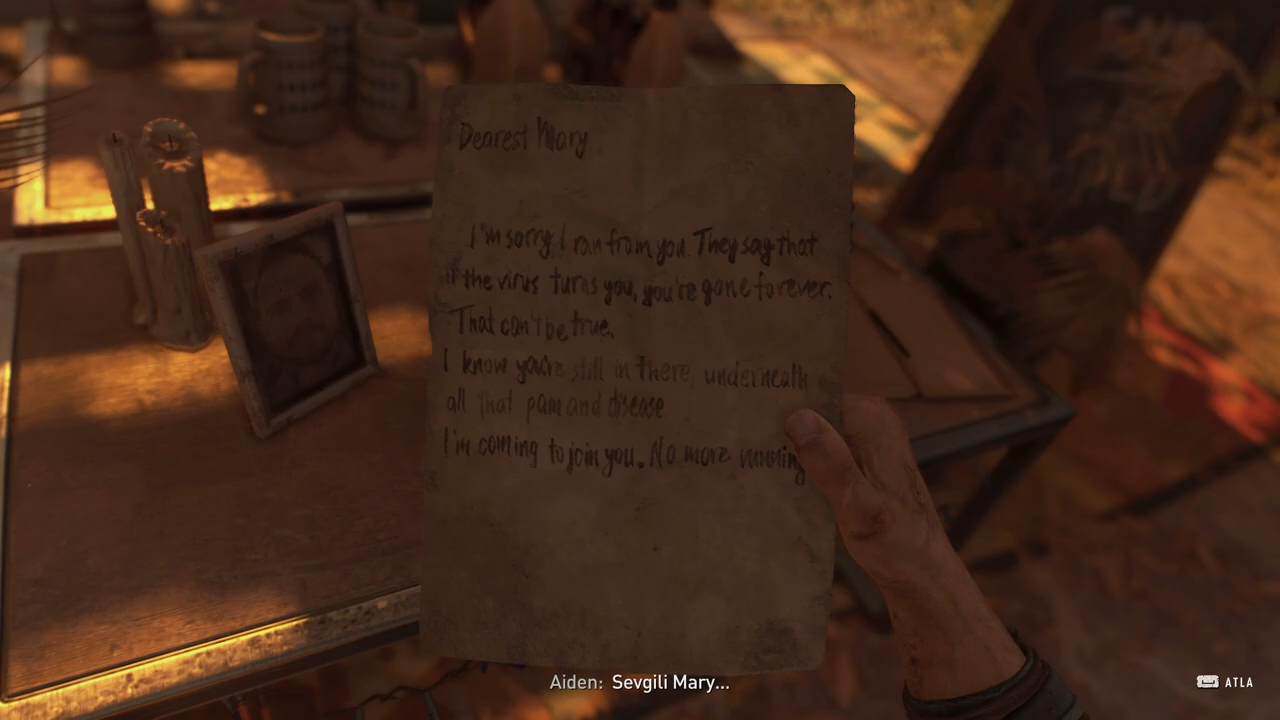 Dearest Mary
I'm sorry I ran from you. They say that
if the virus turns you, you're gone forever.
That can't be true.
I know you're still in there, underneath
all that pain and disease
I'm coming to join you. No more running
Aiden: Sevgili Mary...
ATLA